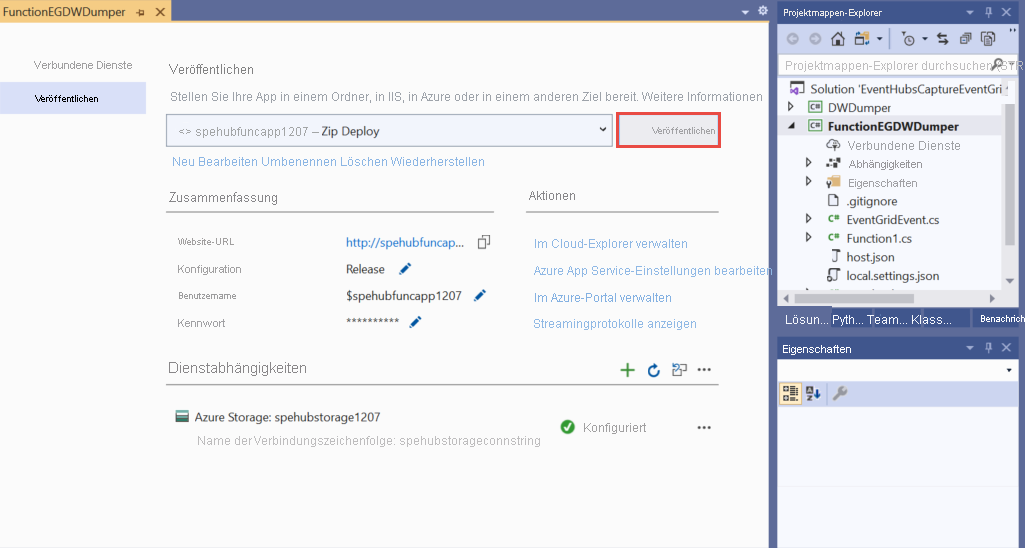 FunctionEGDWDumper
Verbundene Dienste
Veröffentlichen
Veröffentlichen
Stellen Sie Ihre App in einem Ordner, in IIS, in Azure oder in einem anderen Ziel bereit. Weitere Informationen
<> spehubfuncapp1207 – Zip Deploy
Veröffentlichen
Neu Bearbeiten Umbenennen Löschen Wiederherstellen
Zusammenfassung
Website-URL
http://spehubfuncap...
Konfiguration
Release
Benutzemame
$spehubfuncapp1207
Kennwort
**********
Aktionen
Im Cloud-Explorer verwalten
Azure App Service-Einstellungen bearbeiten
Im Azure-Portal verwalten
Streamingprotokolle anzeigen
Dienstabhängigkeiten
Azure Storage: spehubstorage1207
Name der Verbindungszeichenfolge: spehubstorageconnstring
Konfiguriert
Projektmappen-Explorer
Projektmappen-Explorer durchsuchen (STR
Solution 'EventHubsCaptureEventGri
DWDumper
FunctionEGDWDumper
Verbundene Dienste
Abhängigkeiten
Eigenschaften
.gitignore
EventGridEvent.cs
Function1.cs
host.json
local.settings.json
Lösun... Pyth... Team... Klass...
Benachrich
Eigenschaften